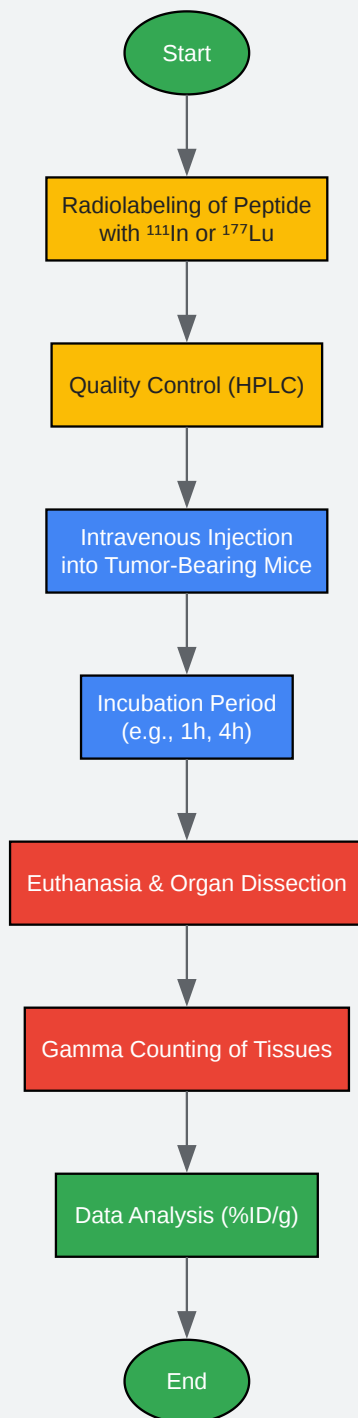 Start
Radiolabeling of Peptide
with ¹¹¹In or ¹⁷⁷Lu
Quality Control (HPLC)
Intravenous Injection
into Tumor-Bearing Mice
Incubation Period
(e.g., 1h, 4h)
Euthanasia & Organ Dissection
Gamma Counting of Tissues
Data Analysis (%ID/g)
End